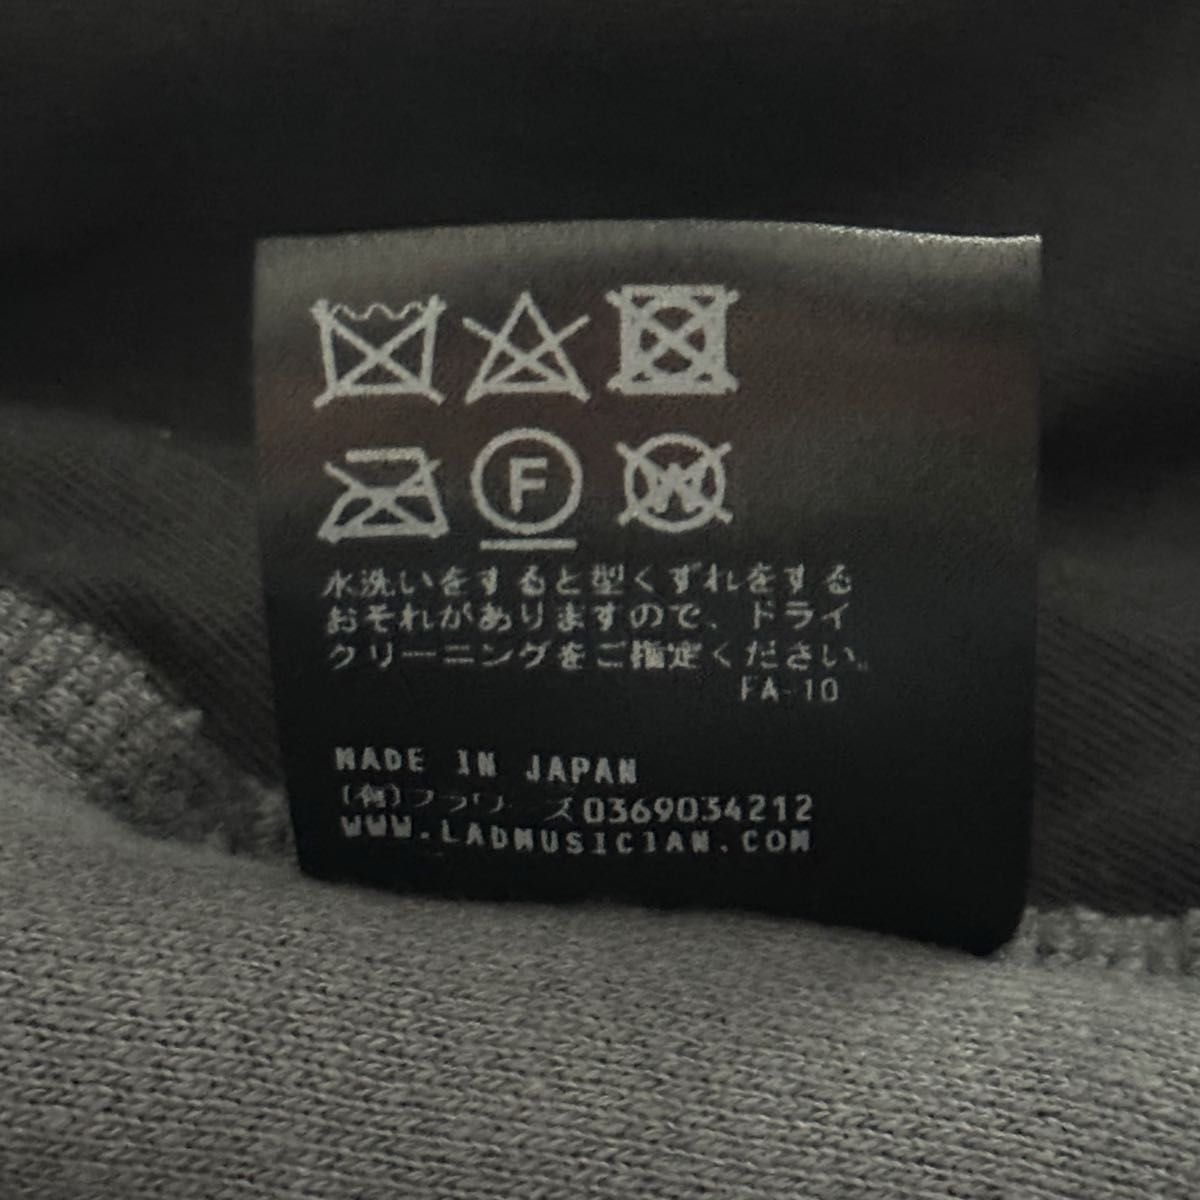 F
W
水洗いをすると型くずれをする
おそれがありますので、ドライ
クリーニングをご指定ください。
FA-10
MADE IN JAPAN
(有)フラワーズ0369034212
WWW.LADMUSICIAN.COM